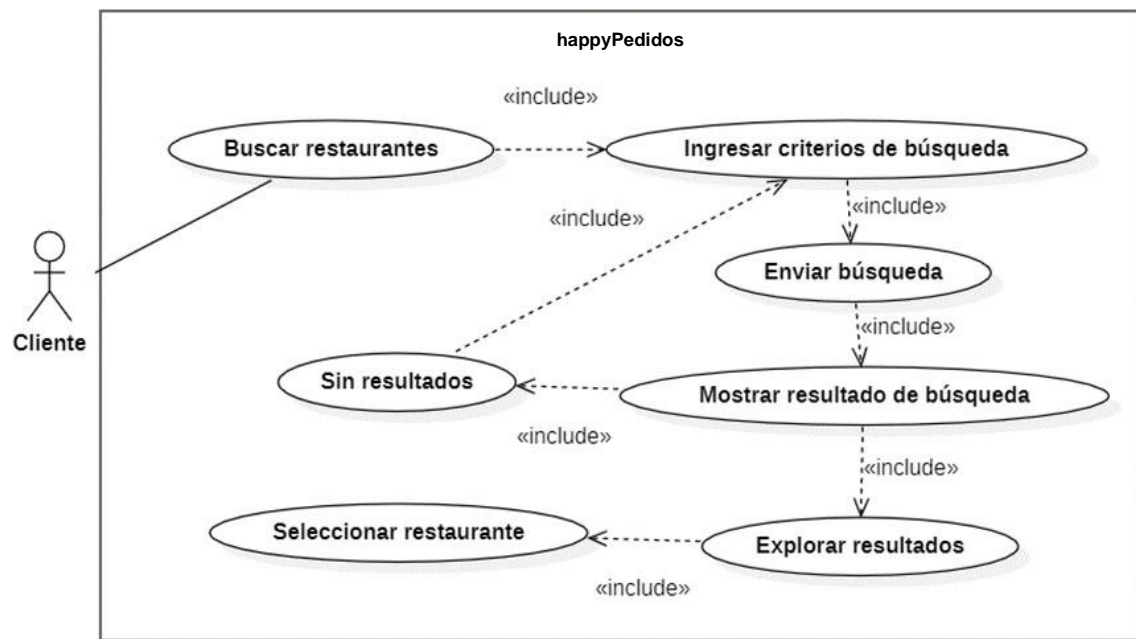 happyPedidos
«include»
Buscar restaurantes
Ingresar criterios de búsqueda
«include»
«include»
Enviar búsqueda
«include»
Cliente
Sin resultados
Mostrar resultado de búsqueda
«include»
«include»
Seleccionar restaurante
Explorar resultados
«include»